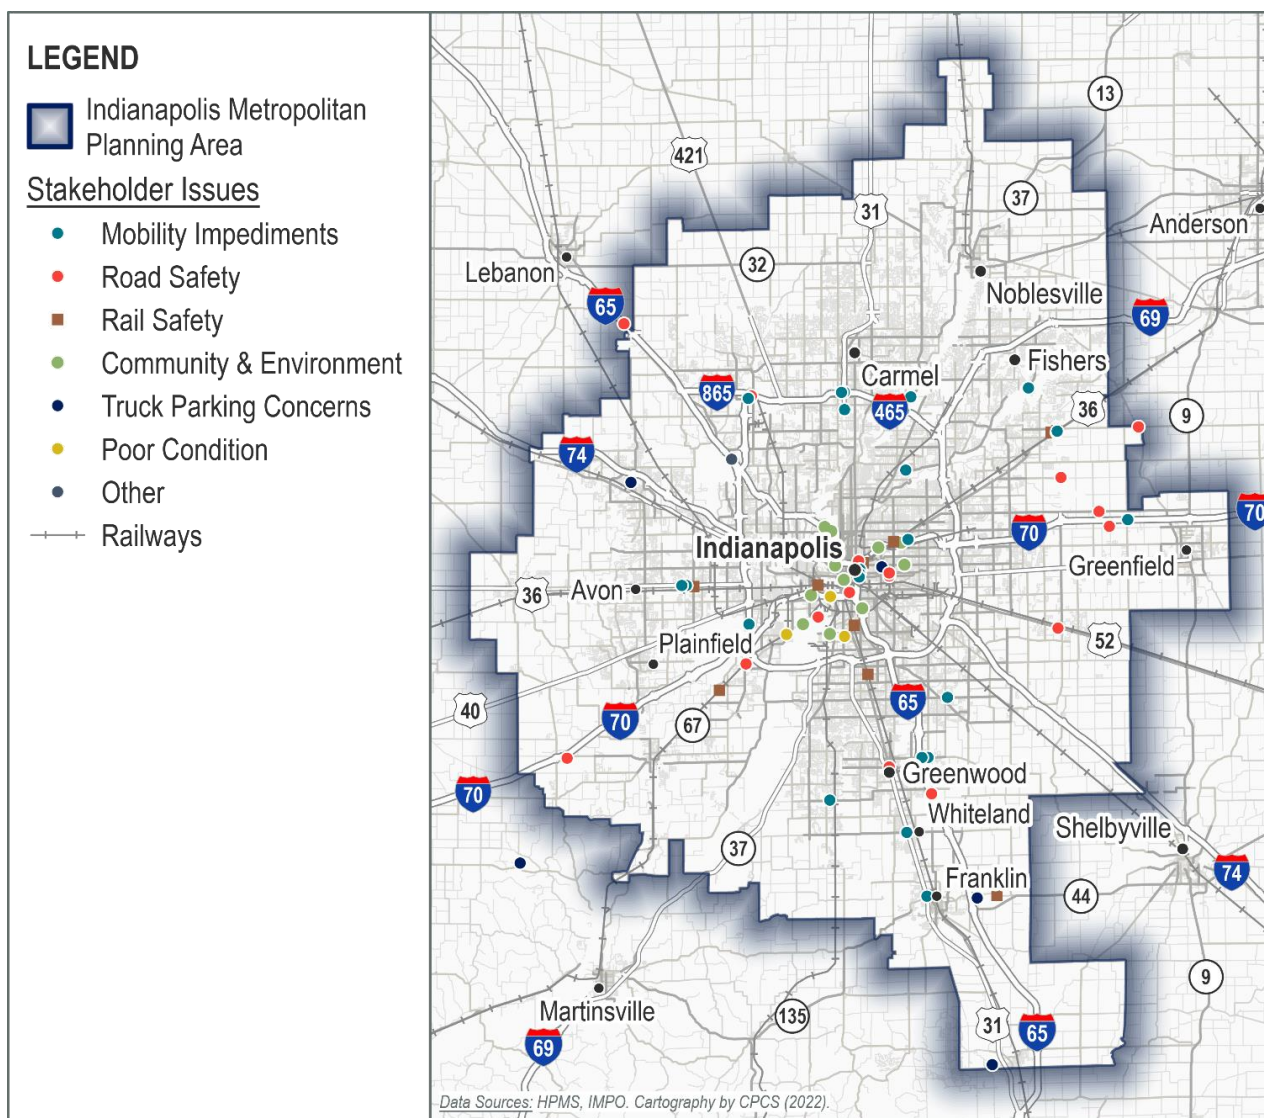 LEGEND
Indianapolis Metropolitan
Planning Area
Stakeholder Issues
Mobility Impediments
Road Safety
Rail Safety
Community & Environment
Truck Parking Concerns
Poor Condition
Other
Railways
13
421
37
31
Anderson
32
Lebanon
Noblesville
65
69
Fishers
Carmel
865
36
465
9
74
70
70
Indianapolis
Greenfield
36
Avon
52
Plainfield
65
40
67
70
Greenwood
70
Whiteland
Shelbyville
37
74
Franklin
44
9
Martinsville
135
31
65
69
Data Sources: HPMS, IMPO. Cartography by CPCS (2022).